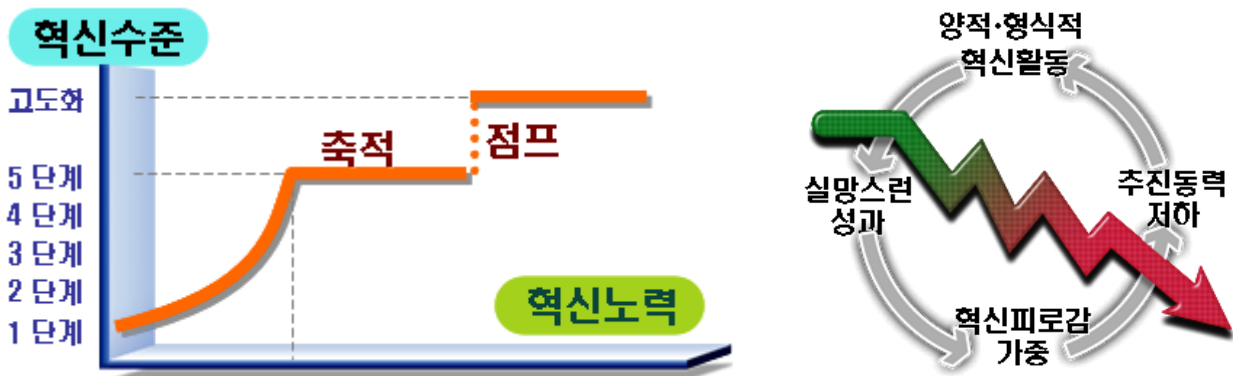 혁신수준
고도화
5 단계
4 단계
3 단계
2 단계
1 단계
축적
점프
혁신노력
양적·형식적
혁신활동
실망스런
성과
추진동력
저하
혁신피로감
가중